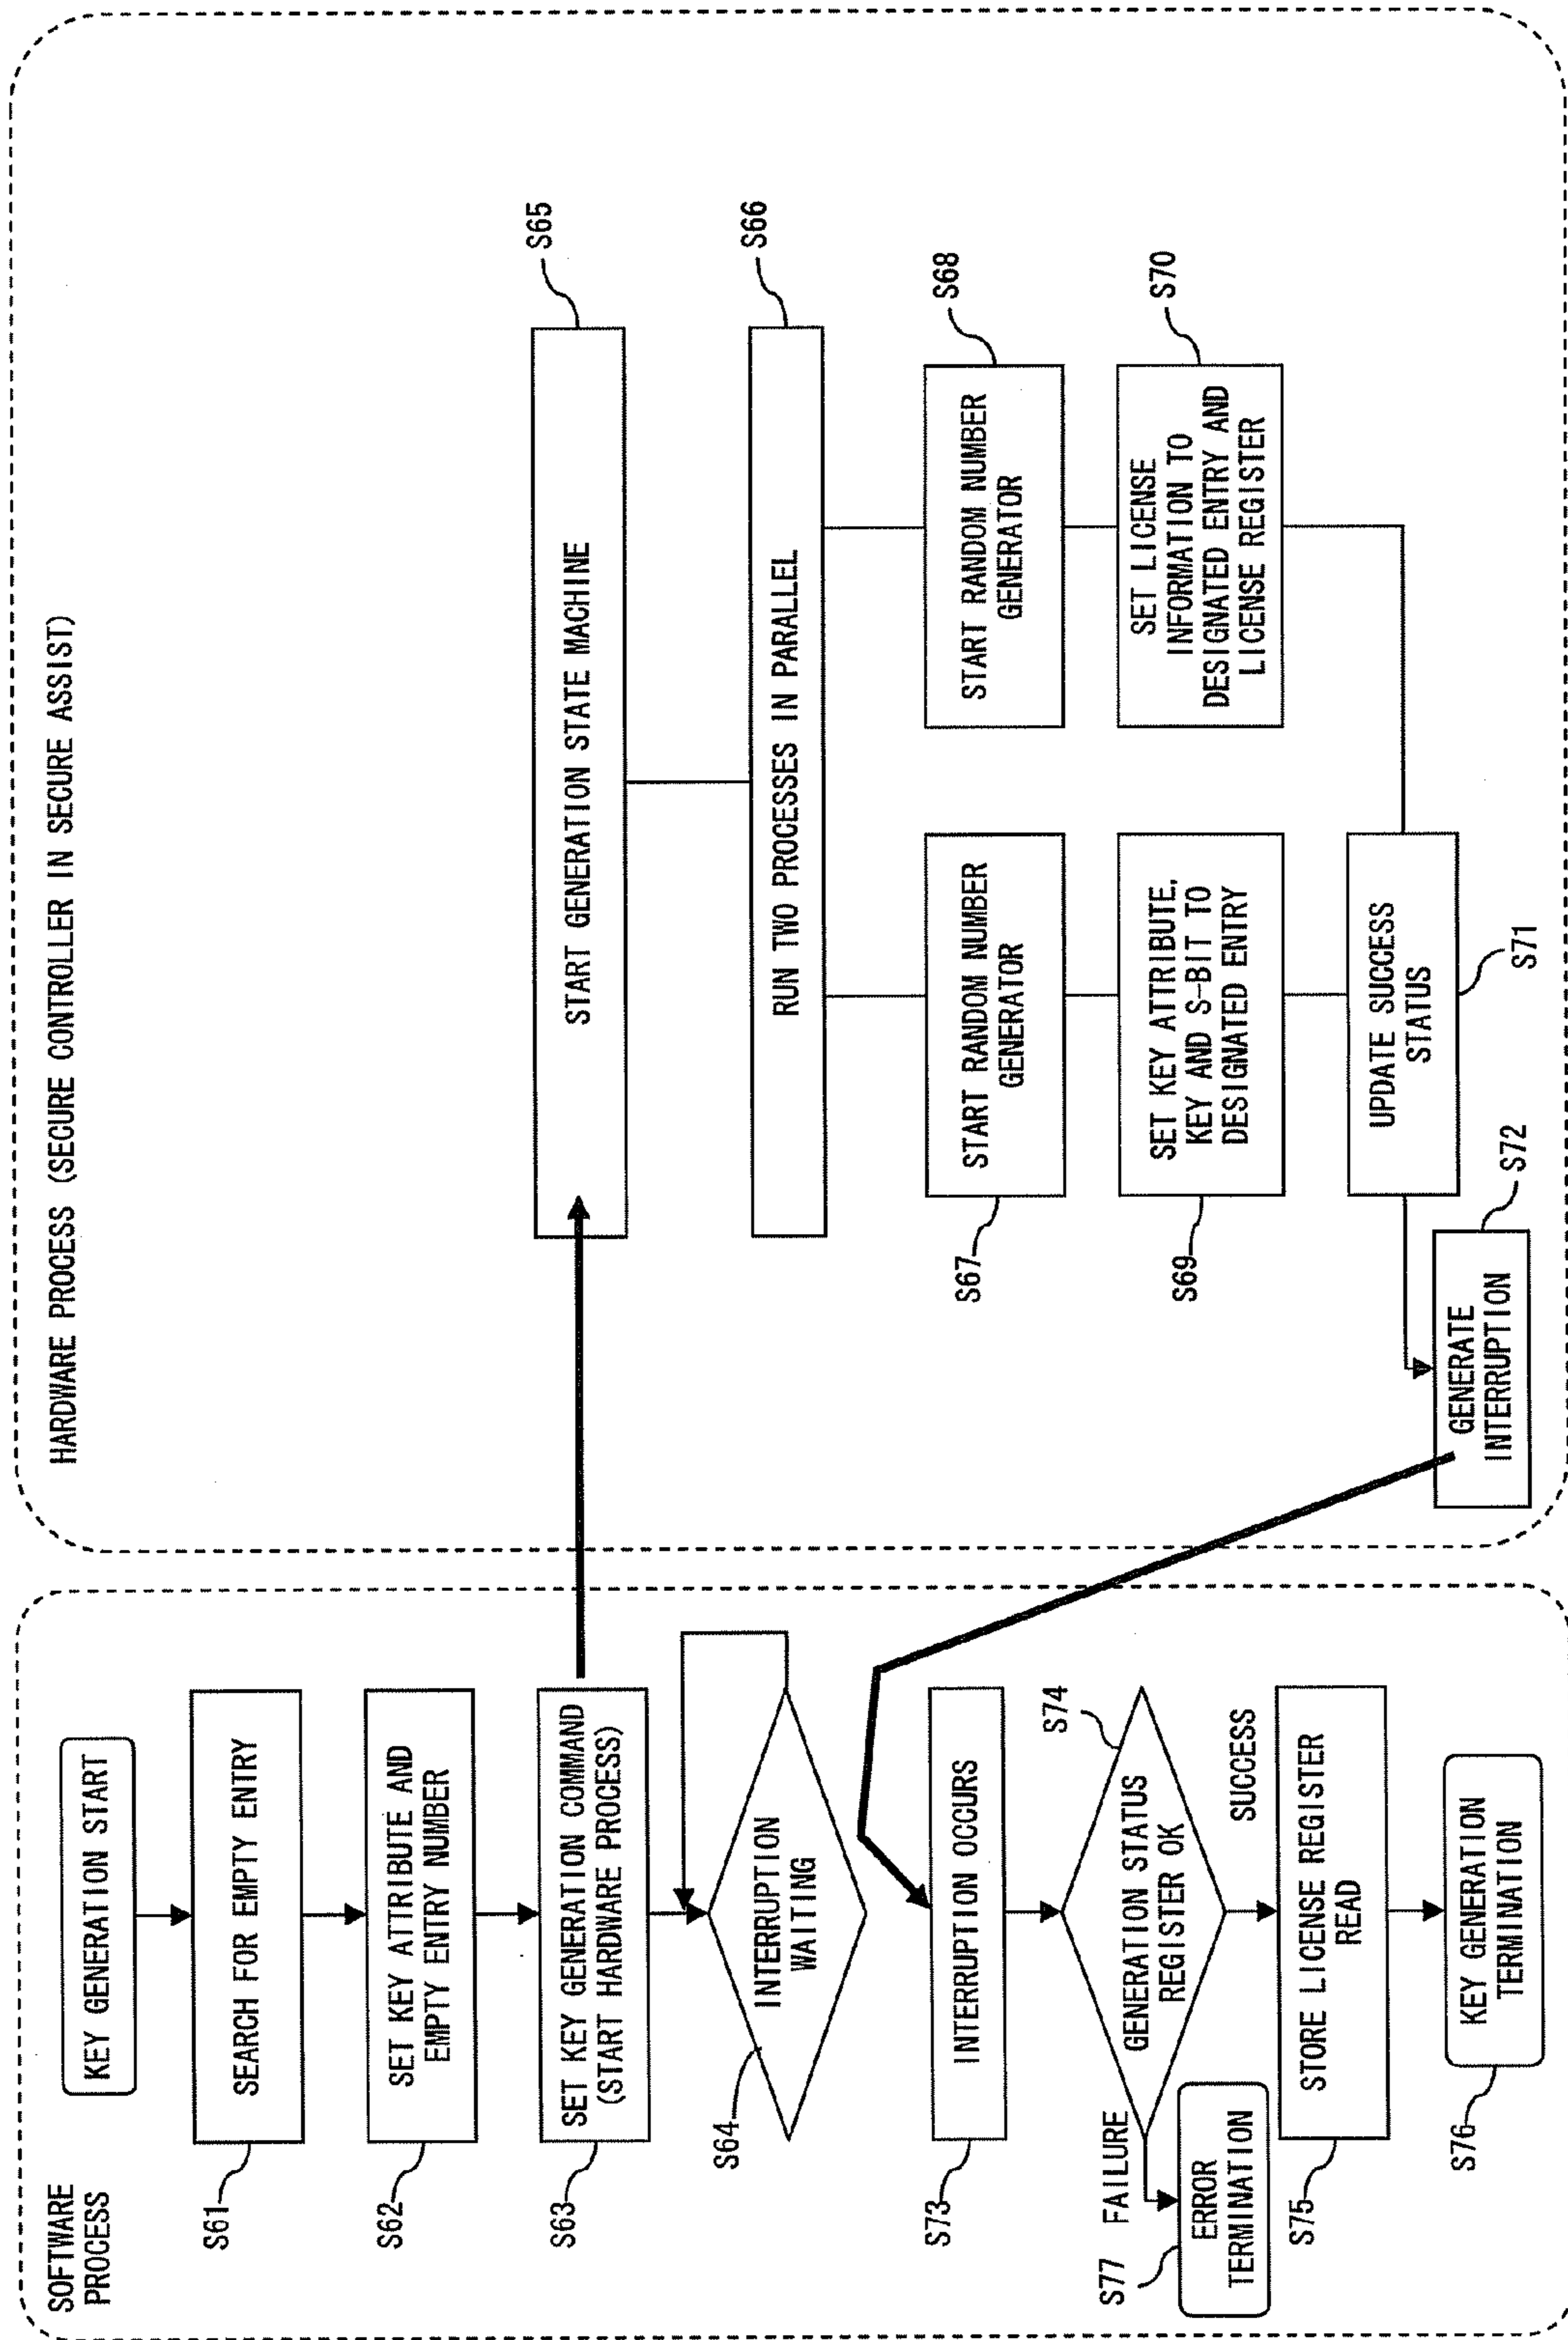 SOFTWARE
PROCESS
KEY GENERATION START
S61
SEARCH FOR EMPTY ENTRY
S62
SET KEY ATTRIBUTE AND
EMPTY ENTRY NUMBER
S63
SET KEY GENERATION COMMAND
(START HARDWARE PROCESS)
S64
INTERRUPTION
WAITING
S73
INTERRUPTION OCCURS
S74
GENERATION STATUS
REGISTER OK
FAILURE
SUCCESS
S77
ERROR
TERMINATION
S75
STORE LICENSE REGISTER
READ
S76
KEY GENERATION
TERMINATION
HARDWARE PROCESS (SECURE CONTROLLER IN SECURE ASSIST)
START GENERATION STATE MACHINE
S65
RUN TWO PROCESSES IN PARALLEL
S66
S67
START RANDOM NUMBER
GENERATOR
START RANDOM NUMBER
GENERATOR
S68
S69
SET KEY ATTRIBUTE,
KEY AND S-BIT TO
DESIGNATED ENTRY
SET LICENSE
INFORMATION TO
DESIGNATED ENTRY AND
LICENSE REGISTER
S70
UPDATE SUCCESS
STATUS
S71
S72
GENERATE
INTERRUPTION